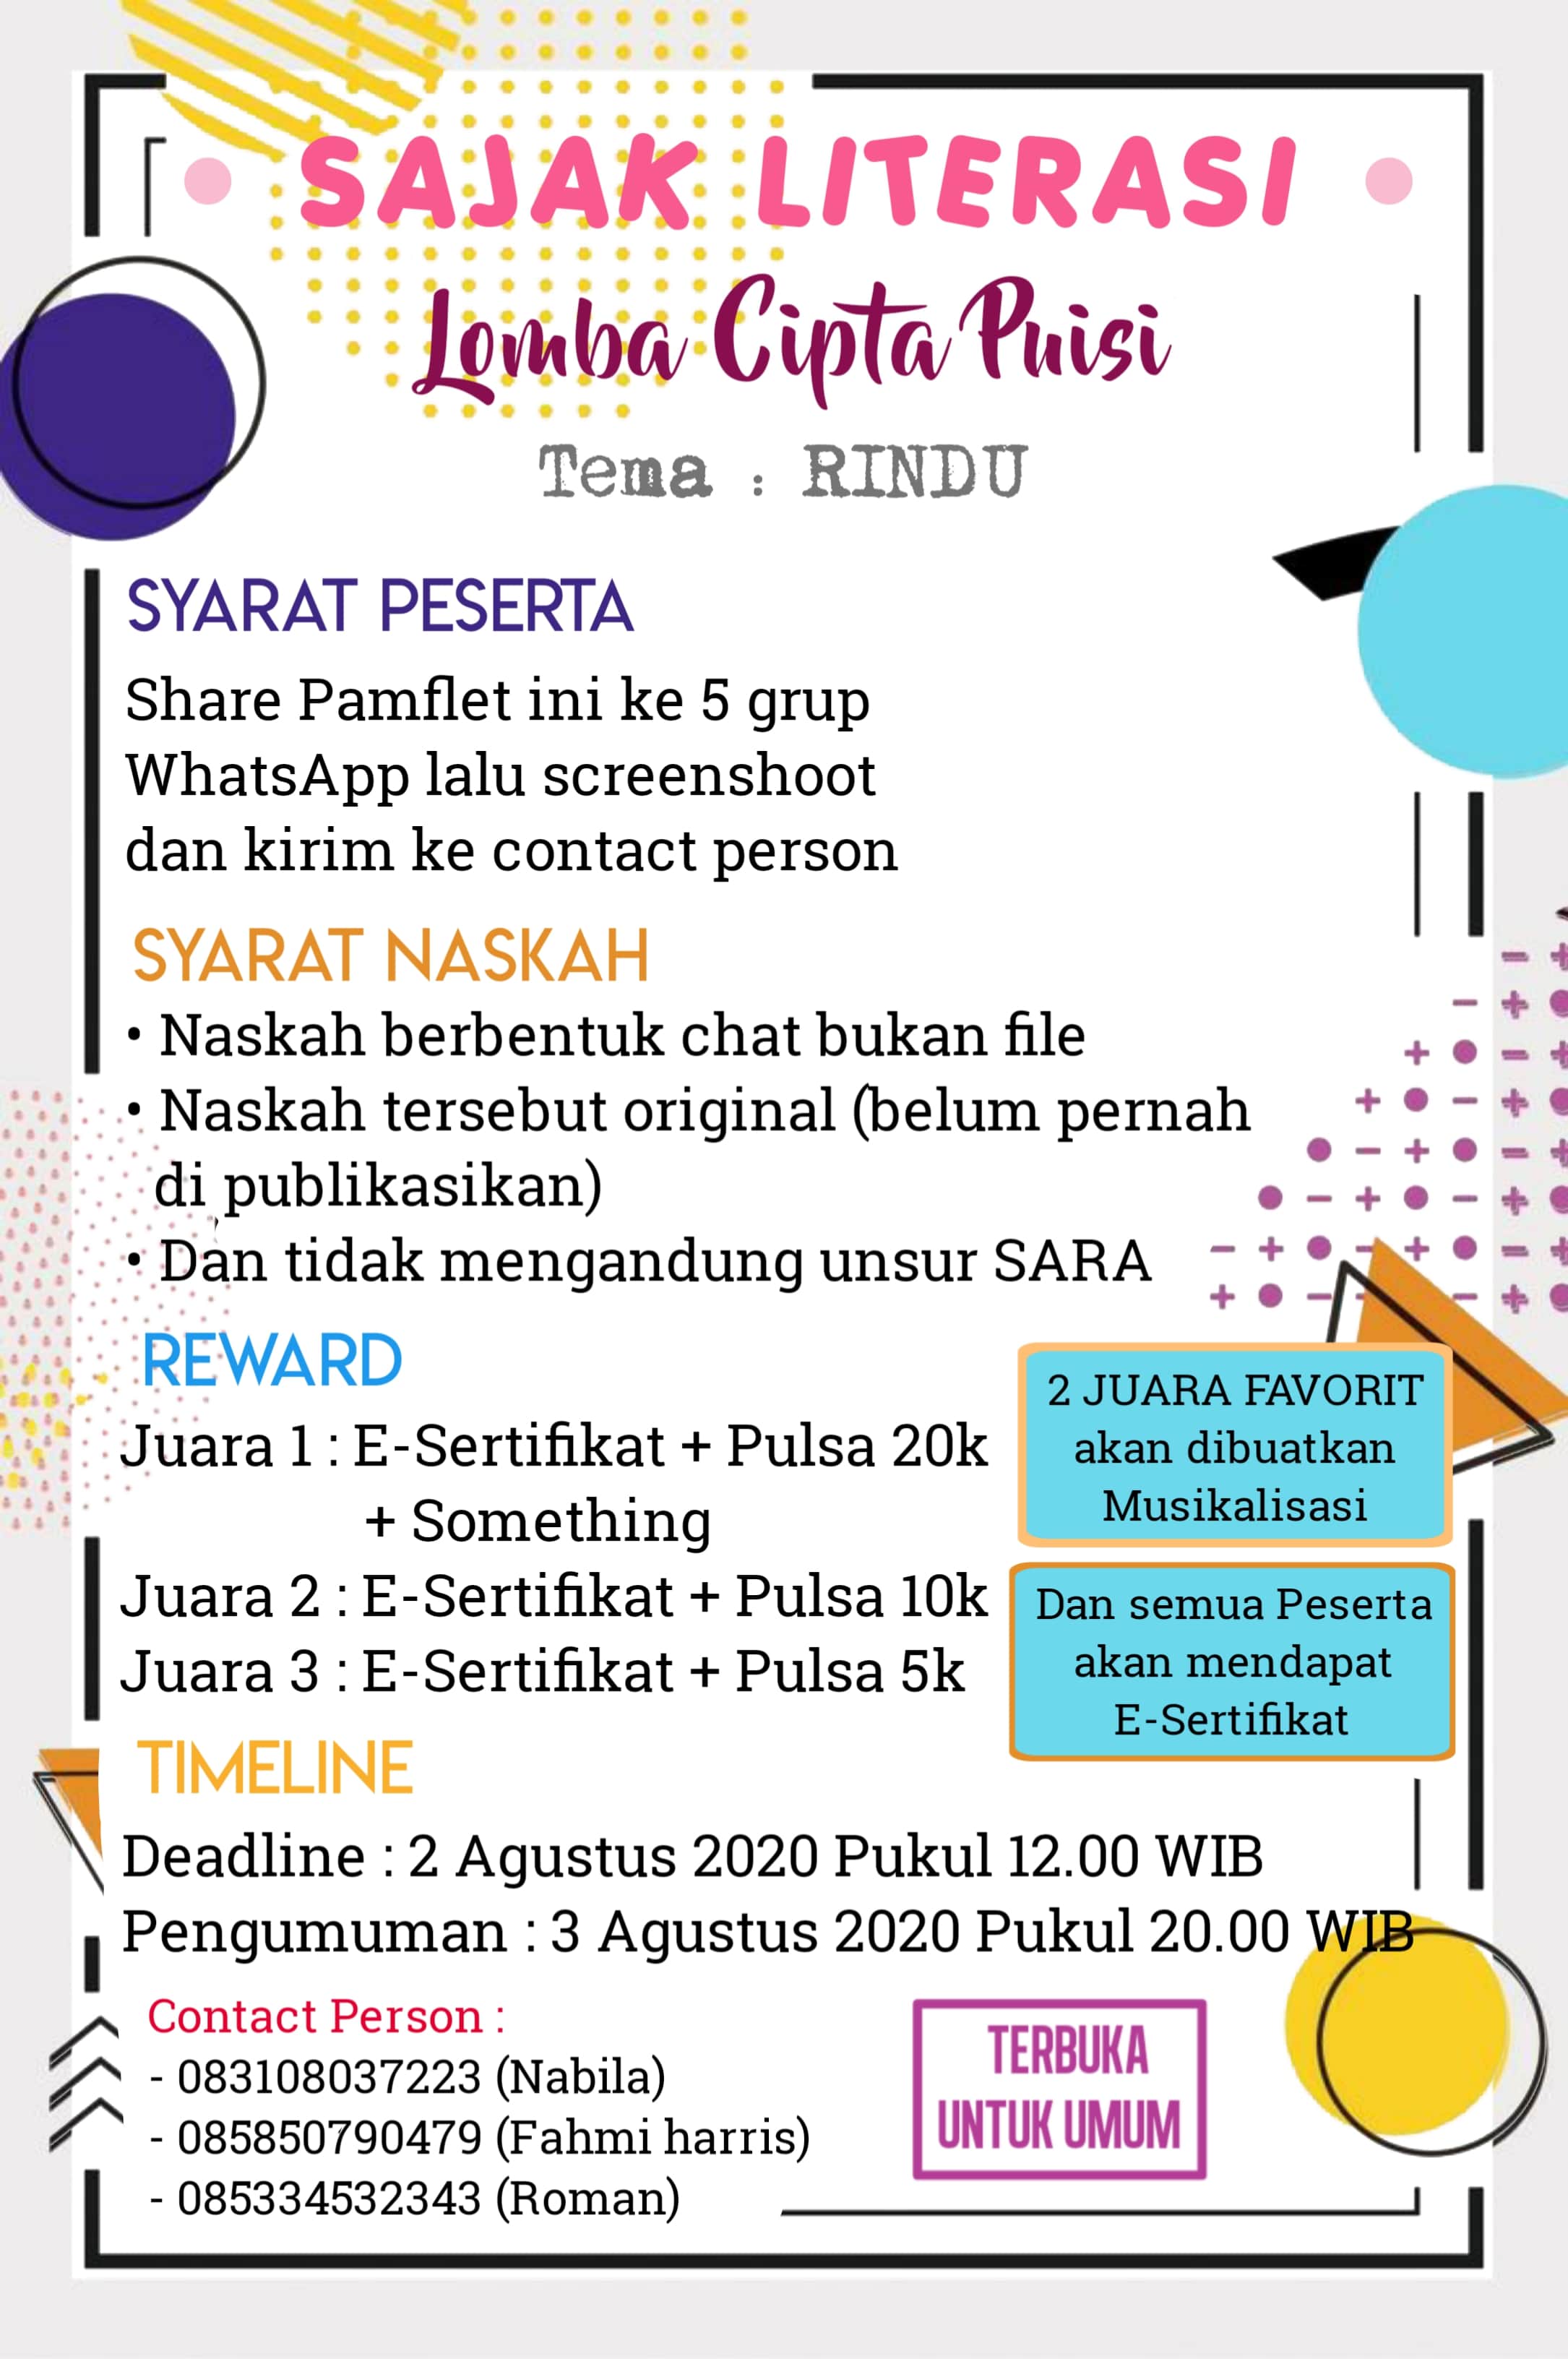 SAJAK LITERASI
Lomba Cipta Puisi
Tema : RINDU
SYARAT PESERTA
Share Pamflet ini ke 5 grup
WhatsApp lalu screenshoot
dan kirim ke contact person
SYARAT NASKAH
• Naskah berbentuk chat bukan file
• Naskah tersebut original (belum pernah
di publikasikan)
• Dan tidak mengandung unsur SARA
REWARD
Juara 1 : E-Sertifikat + Pulsa 20k
+ Something
Juara 2 : E-Sertifikat + Pulsa 10k
Juara 3 : E-Sertifikat + Pulsa 5k
2 JUARA FAVORIT
akan dibuatkan
Musikalisasi
Dan semua Peserta
akan mendapat
E-Sertifikat
TIMELINE
Deadline : 2 Agustus 2020 Pukul 12.00 WIB
Pengumuman : 3 Agustus 2020 Pukul 20.00 WIB
Contact Person :
- 083108037223 (Nabila)
- 085850790479 (Fahmi harris)
- 085334532343 (Roman)
TERBUKA
UNTUK UMUM